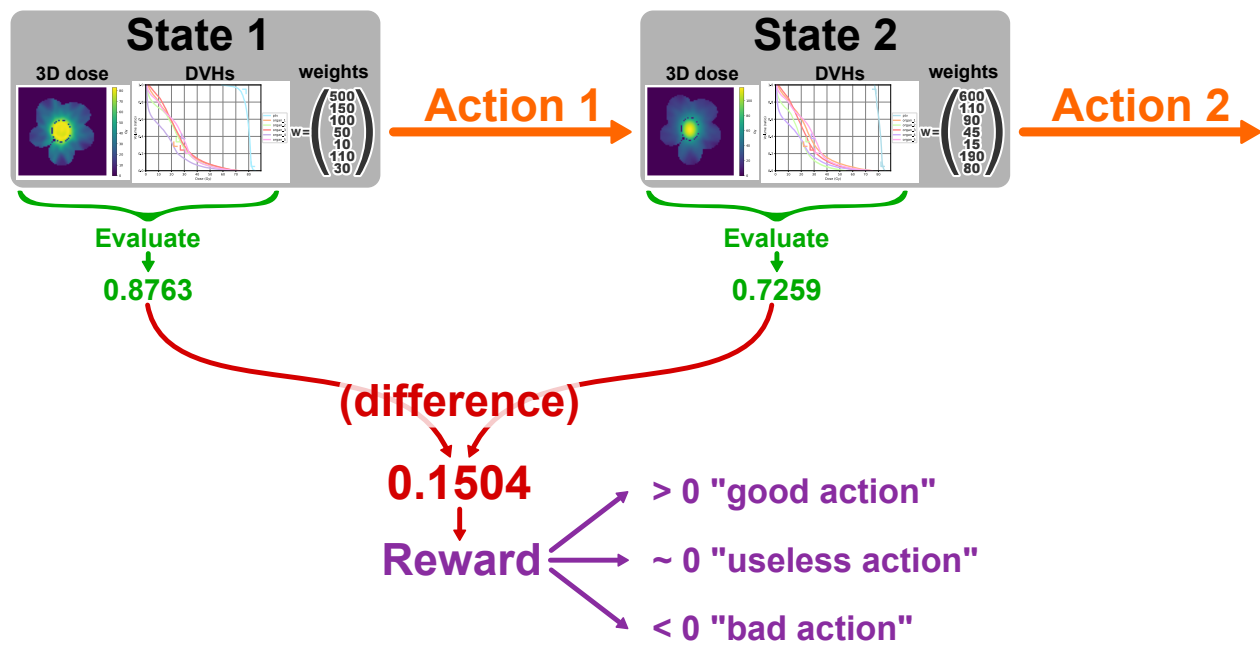 State 1
3D dose
DVHs
weights
w =
500
150
100
50
10
110
30
Action 1
State 2
3D dose
DVHs
weights
w =
600
110
90
45
15
190
80
Action 2
Evaluate
0.8763
Evaluate
0.7259
(difference)
0.1504
Reward
> 0 "good action"
~ 0 "useless action"
< 0 "bad action"